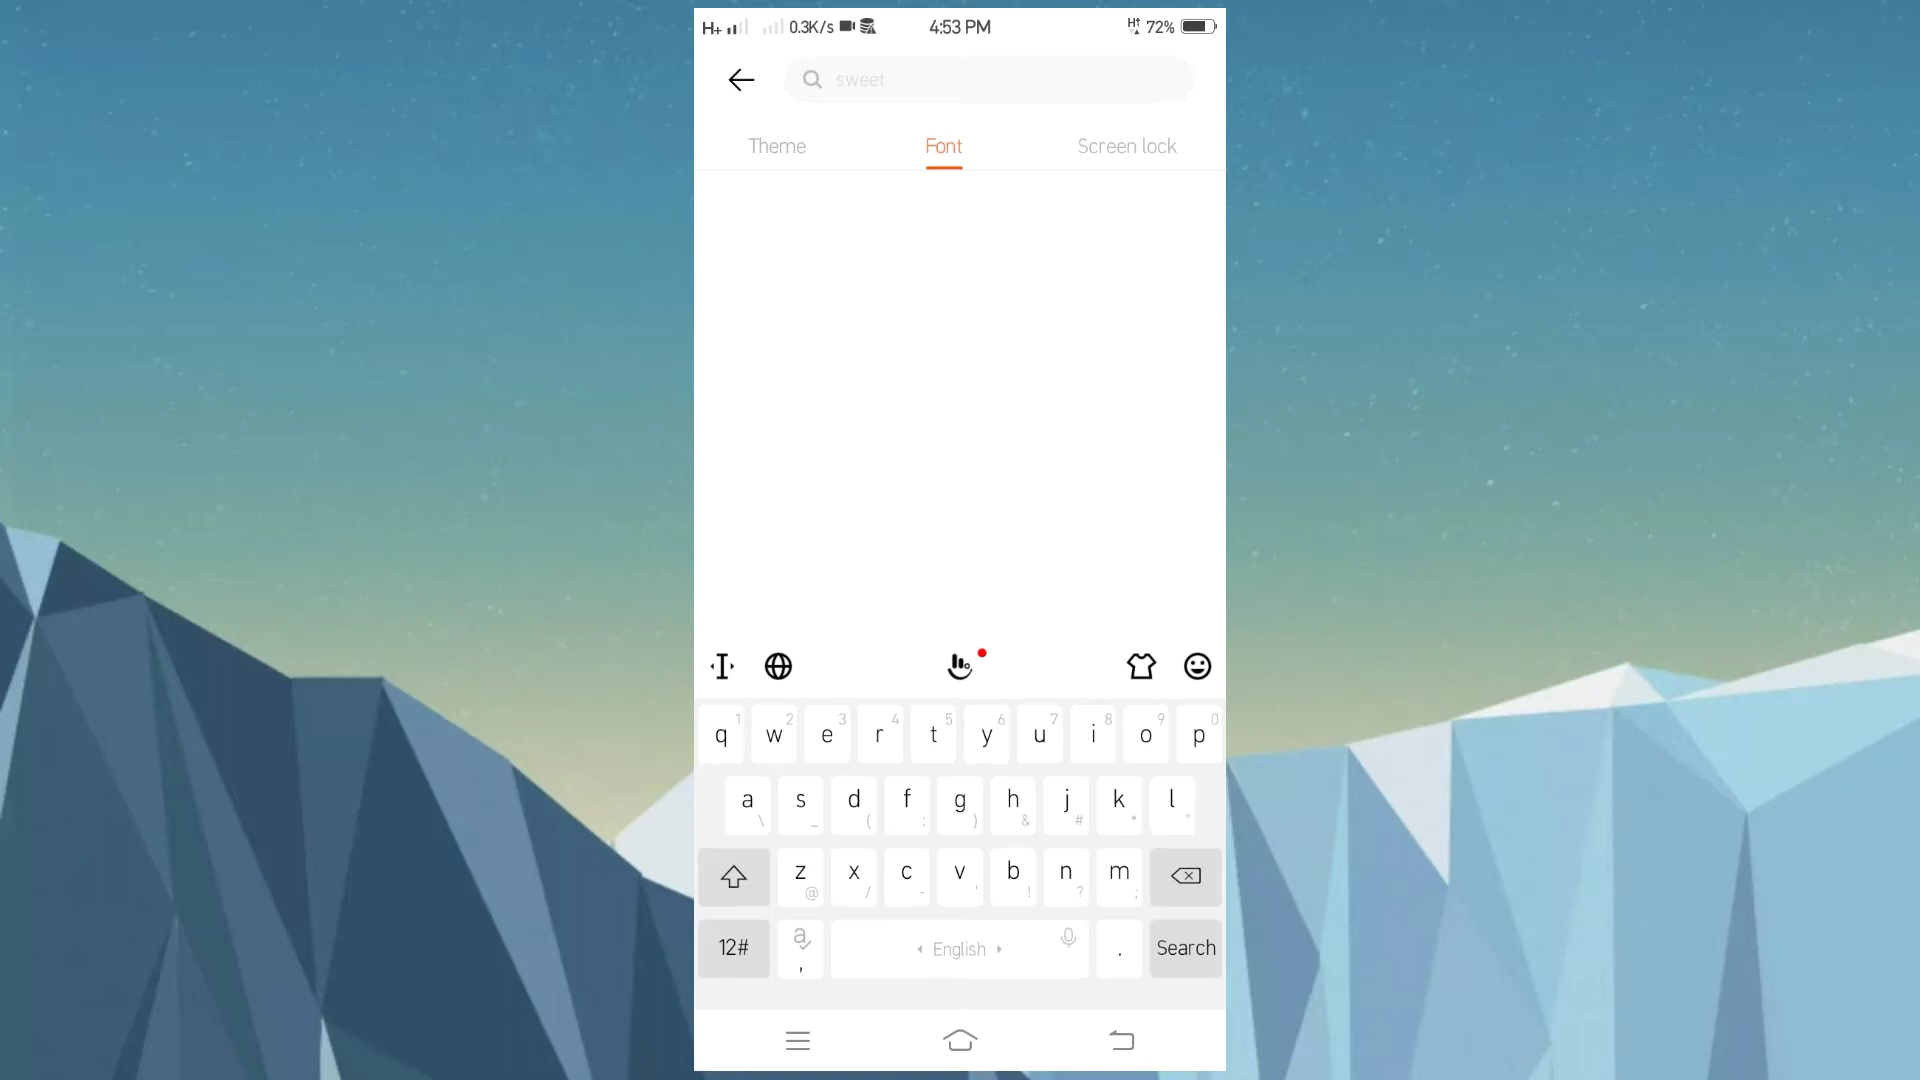 H+ 0.3K/s 4:53 PM 72%
sweet
Theme Font Screen lock
q 1 w 2 e 3 r 4 t 5 y 6 u 7 i 8 o 9 p 0
a \ s _ d ( f : g ) h & j # k * l "
z @ x / c - v ' b ! n ? m ;
12# a , English . Search